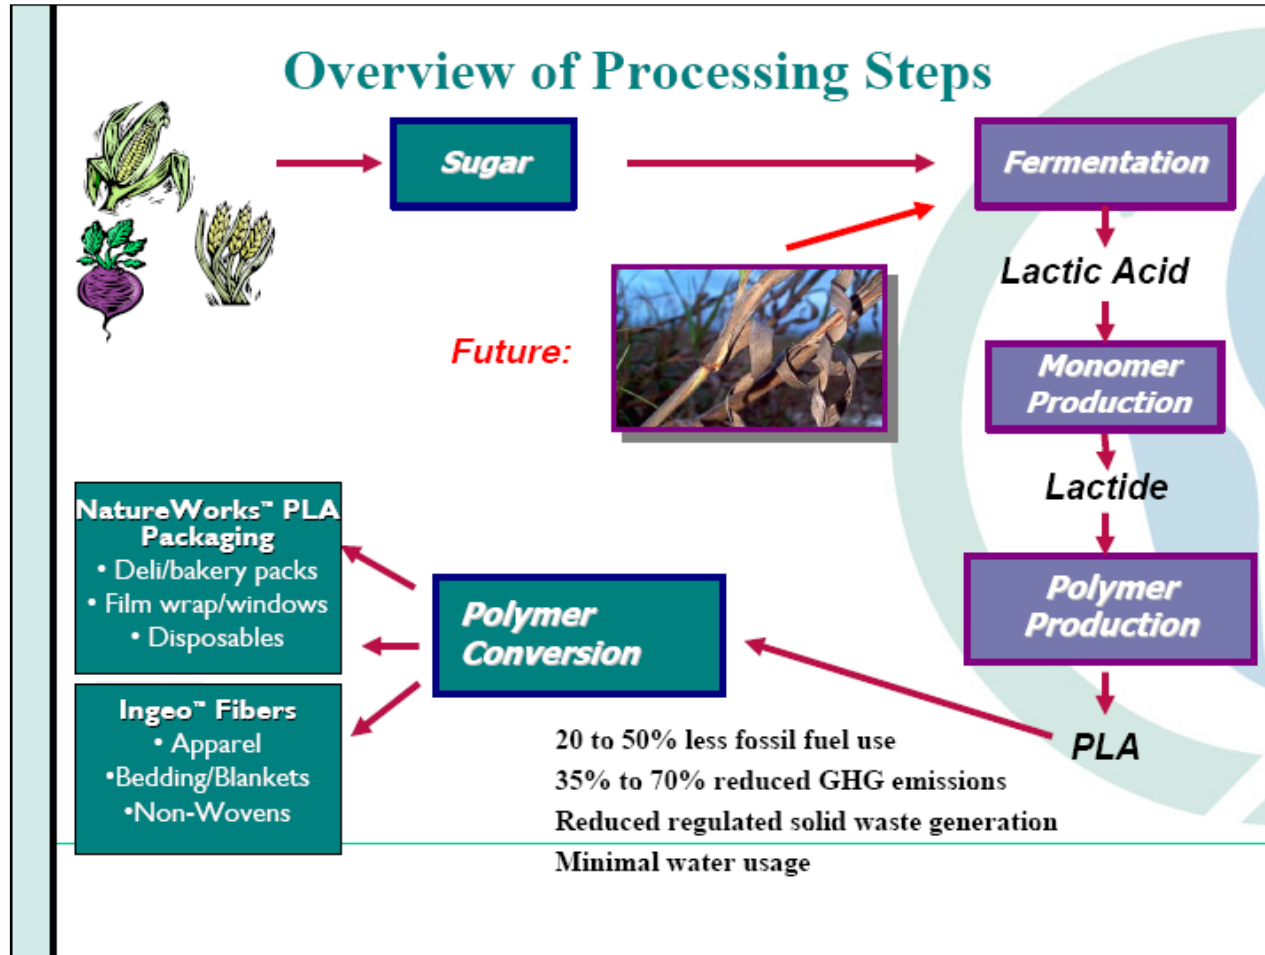 Overview of Processing Steps
Sugar
Fermentation
Lactic Acid
Future:
Monomer
Production
Lactide
NatureWorks™ PLA
Packaging
• Deli/bakery packs
• Film wrap/windows
• Disposables
Polymer
Conversion
Polymer
Production
Ingeo™ Fibers
• Apparel
•Bedding/Blankets
•Non-Wovens
PLA
20 to 50% less fossil fuel use
35% to 70% reduced GHG emissions
Reduced regulated solid waste generation
Minimal water usage